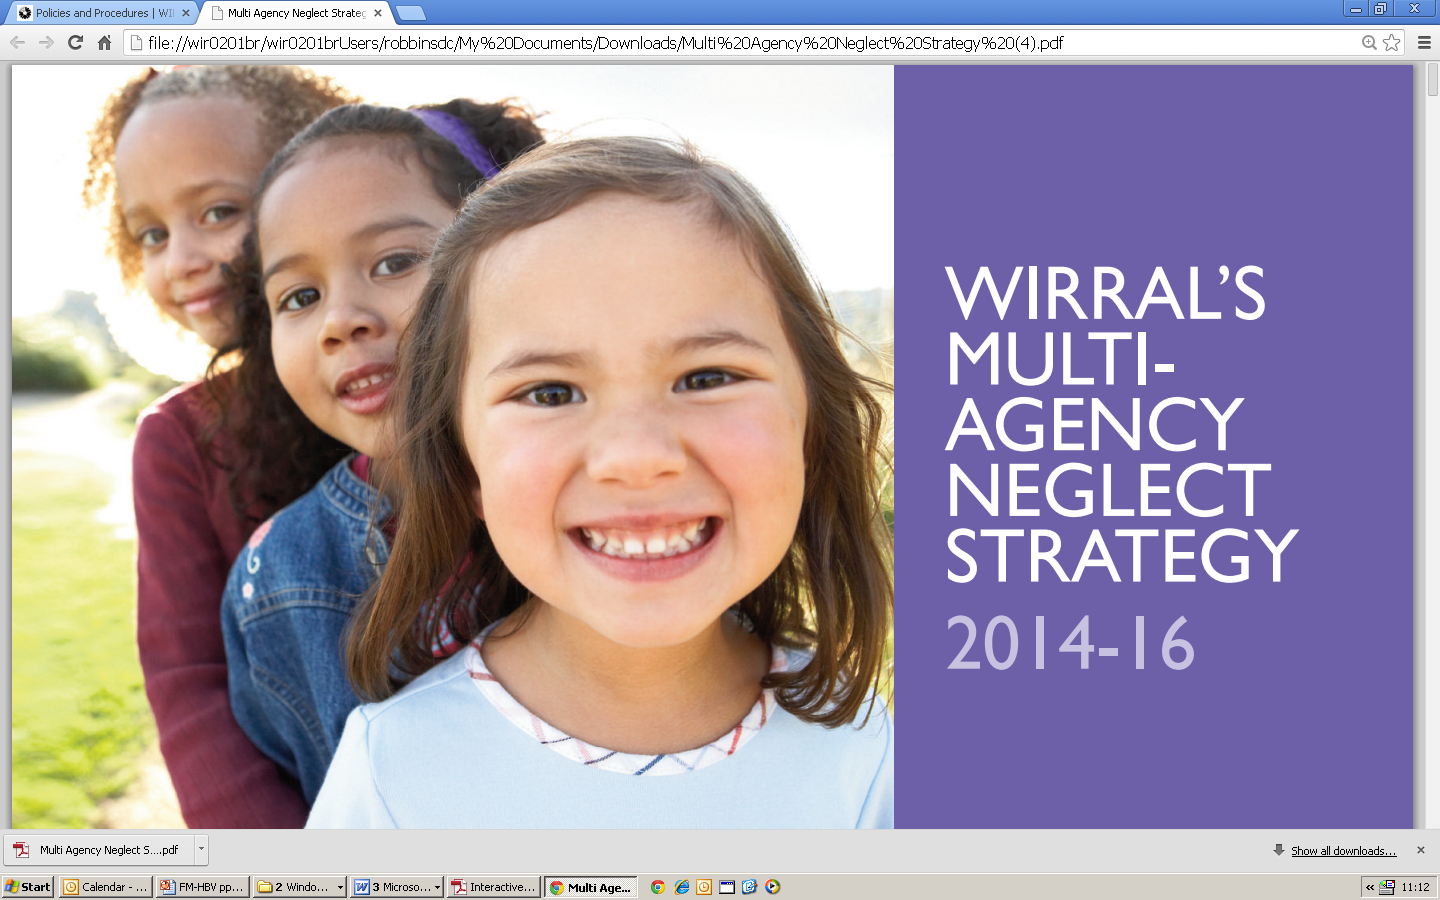 Policies and Procedures | WI
Multi Agency Neglect Strateg
file://wir0201br/wir0201brUsers/robbinsdc/My%20Documents/Downloads/Multi%20Agency%20Neglect%20Strategy%20(4).pdf
WIRRAL'S
MULTI-
AGENCY
NEGLECT
STRATEGY
2014-16
Multi Agency Neglect S....pdf
Show all downloads...
Start
Calendar - ...
FM-HBV pp...
2 Windo...
3 Microso...
Interactive...
Multi Age...
11:12